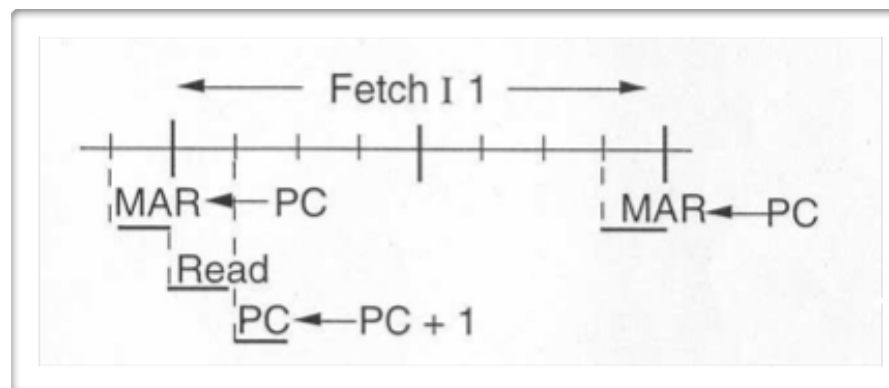 Fetch I 1
MAR ← PC MAR ← PC
Read
PC ← PC + 1